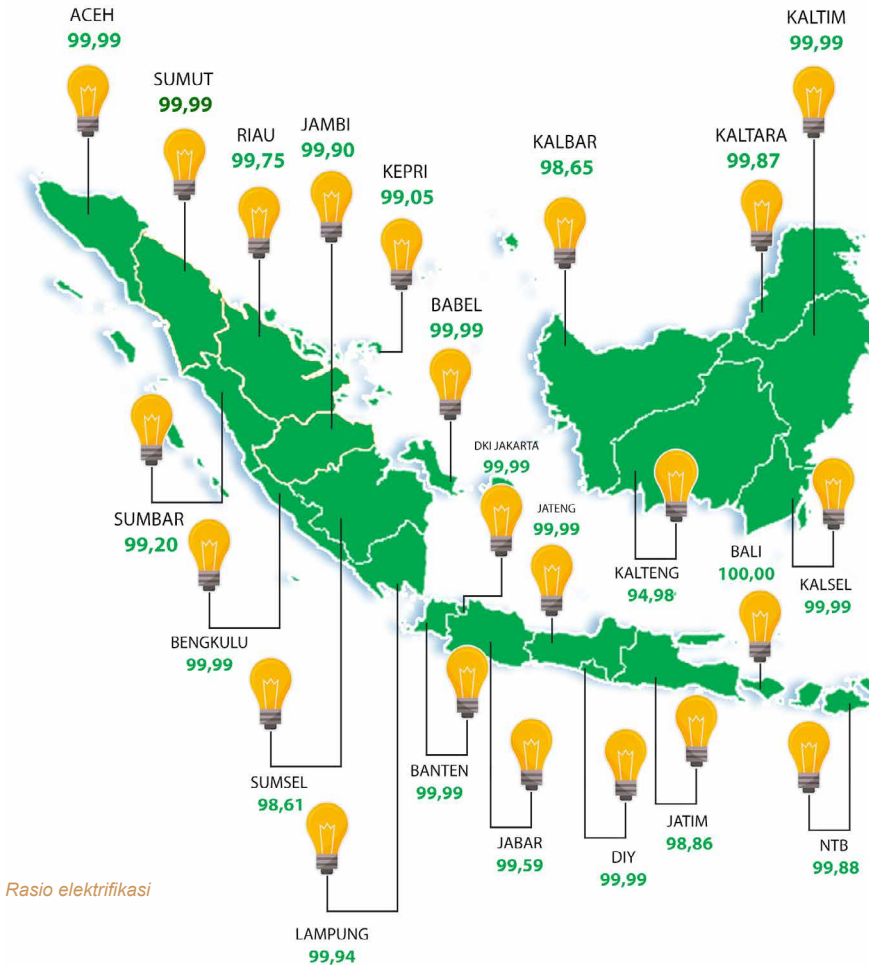 ACEH
99,99
SUMUT
99,99
RIAU
99,75
JAMBI
99,90
KEPRI
99,05
BABEL
99,99
KALBAR
98,65
KALTARA
99,87
KALTIM
99,99
SUMBAR
99,20
BENGKULU
99,99
SUMSEL
98,61
LAMPUNG
99,94
DKI JAKARTA
99,99
JATENG
99,99
BANTEN
99,99
JABAR
99,59
DIY
99,99
JATIM
98,86
KALTENG
94,98
BALI
100,00
KALSEL
99,99
NTB
99,88
Rasio elektrifikasi